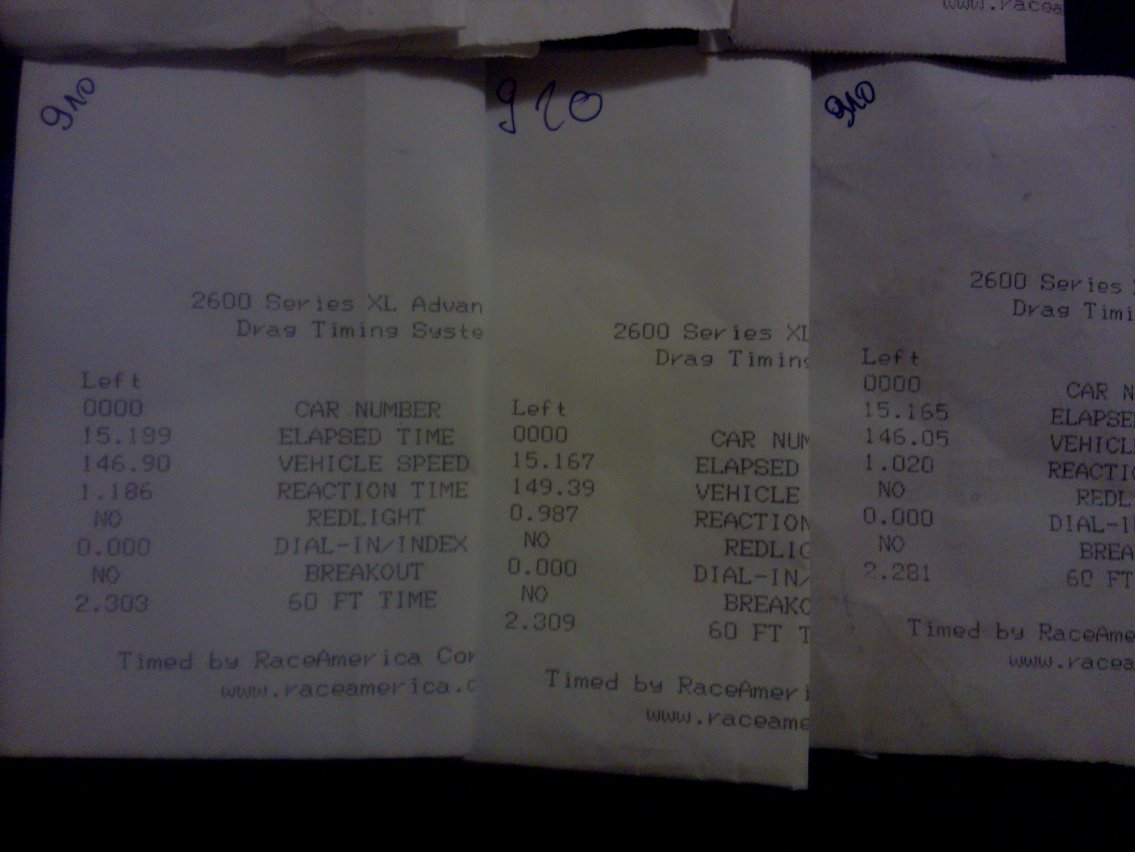 www.racea
910
2600 Series XL Advan
Drag Timing Syste
Left
0000 CAR NUMBER
15.189 ELAPSED TIME
146.90 VEHICLE SPEED
1.186 REACTION TIME
NO REDLIGHT
0.000 DIAL-IN/INDEX
NO BREAKOUT
2.303 60 FT TIME
Timed by RaceAmerica Cor
www.raceamerica.c
910
2600 Series XL
Drag Timing
Left
0000 CAR NUM
15.167 ELAPSED
149.39 VEHICLE
0.987 REACTION
NO REDLIG
0.000 DIAL-IN/
NO BREAKO
2.309 60 FT T
Timed by RaceAmeri
www.raceame
910
2600 Series
Drag Timi
Left
0000 CAR N
15.165 ELAPSE
146.05 VEHICL
1.020 REACTIO
NO REDL
0.000 DIAL-I
NO BREA
2.281 60 FT
Timed by RaceAme
www.racea